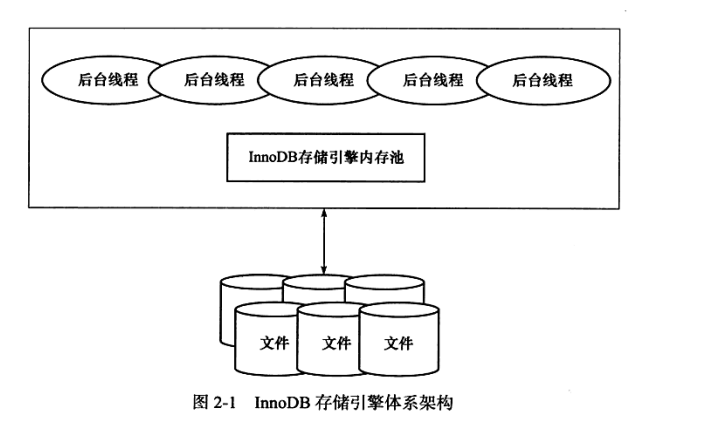 后台线程 后台线程 后台线程 后台线程 后台线程
InnoDB存储引擎内存池
文件 文件 文件
图 2-1 InnoDB 存储引擎体系架构